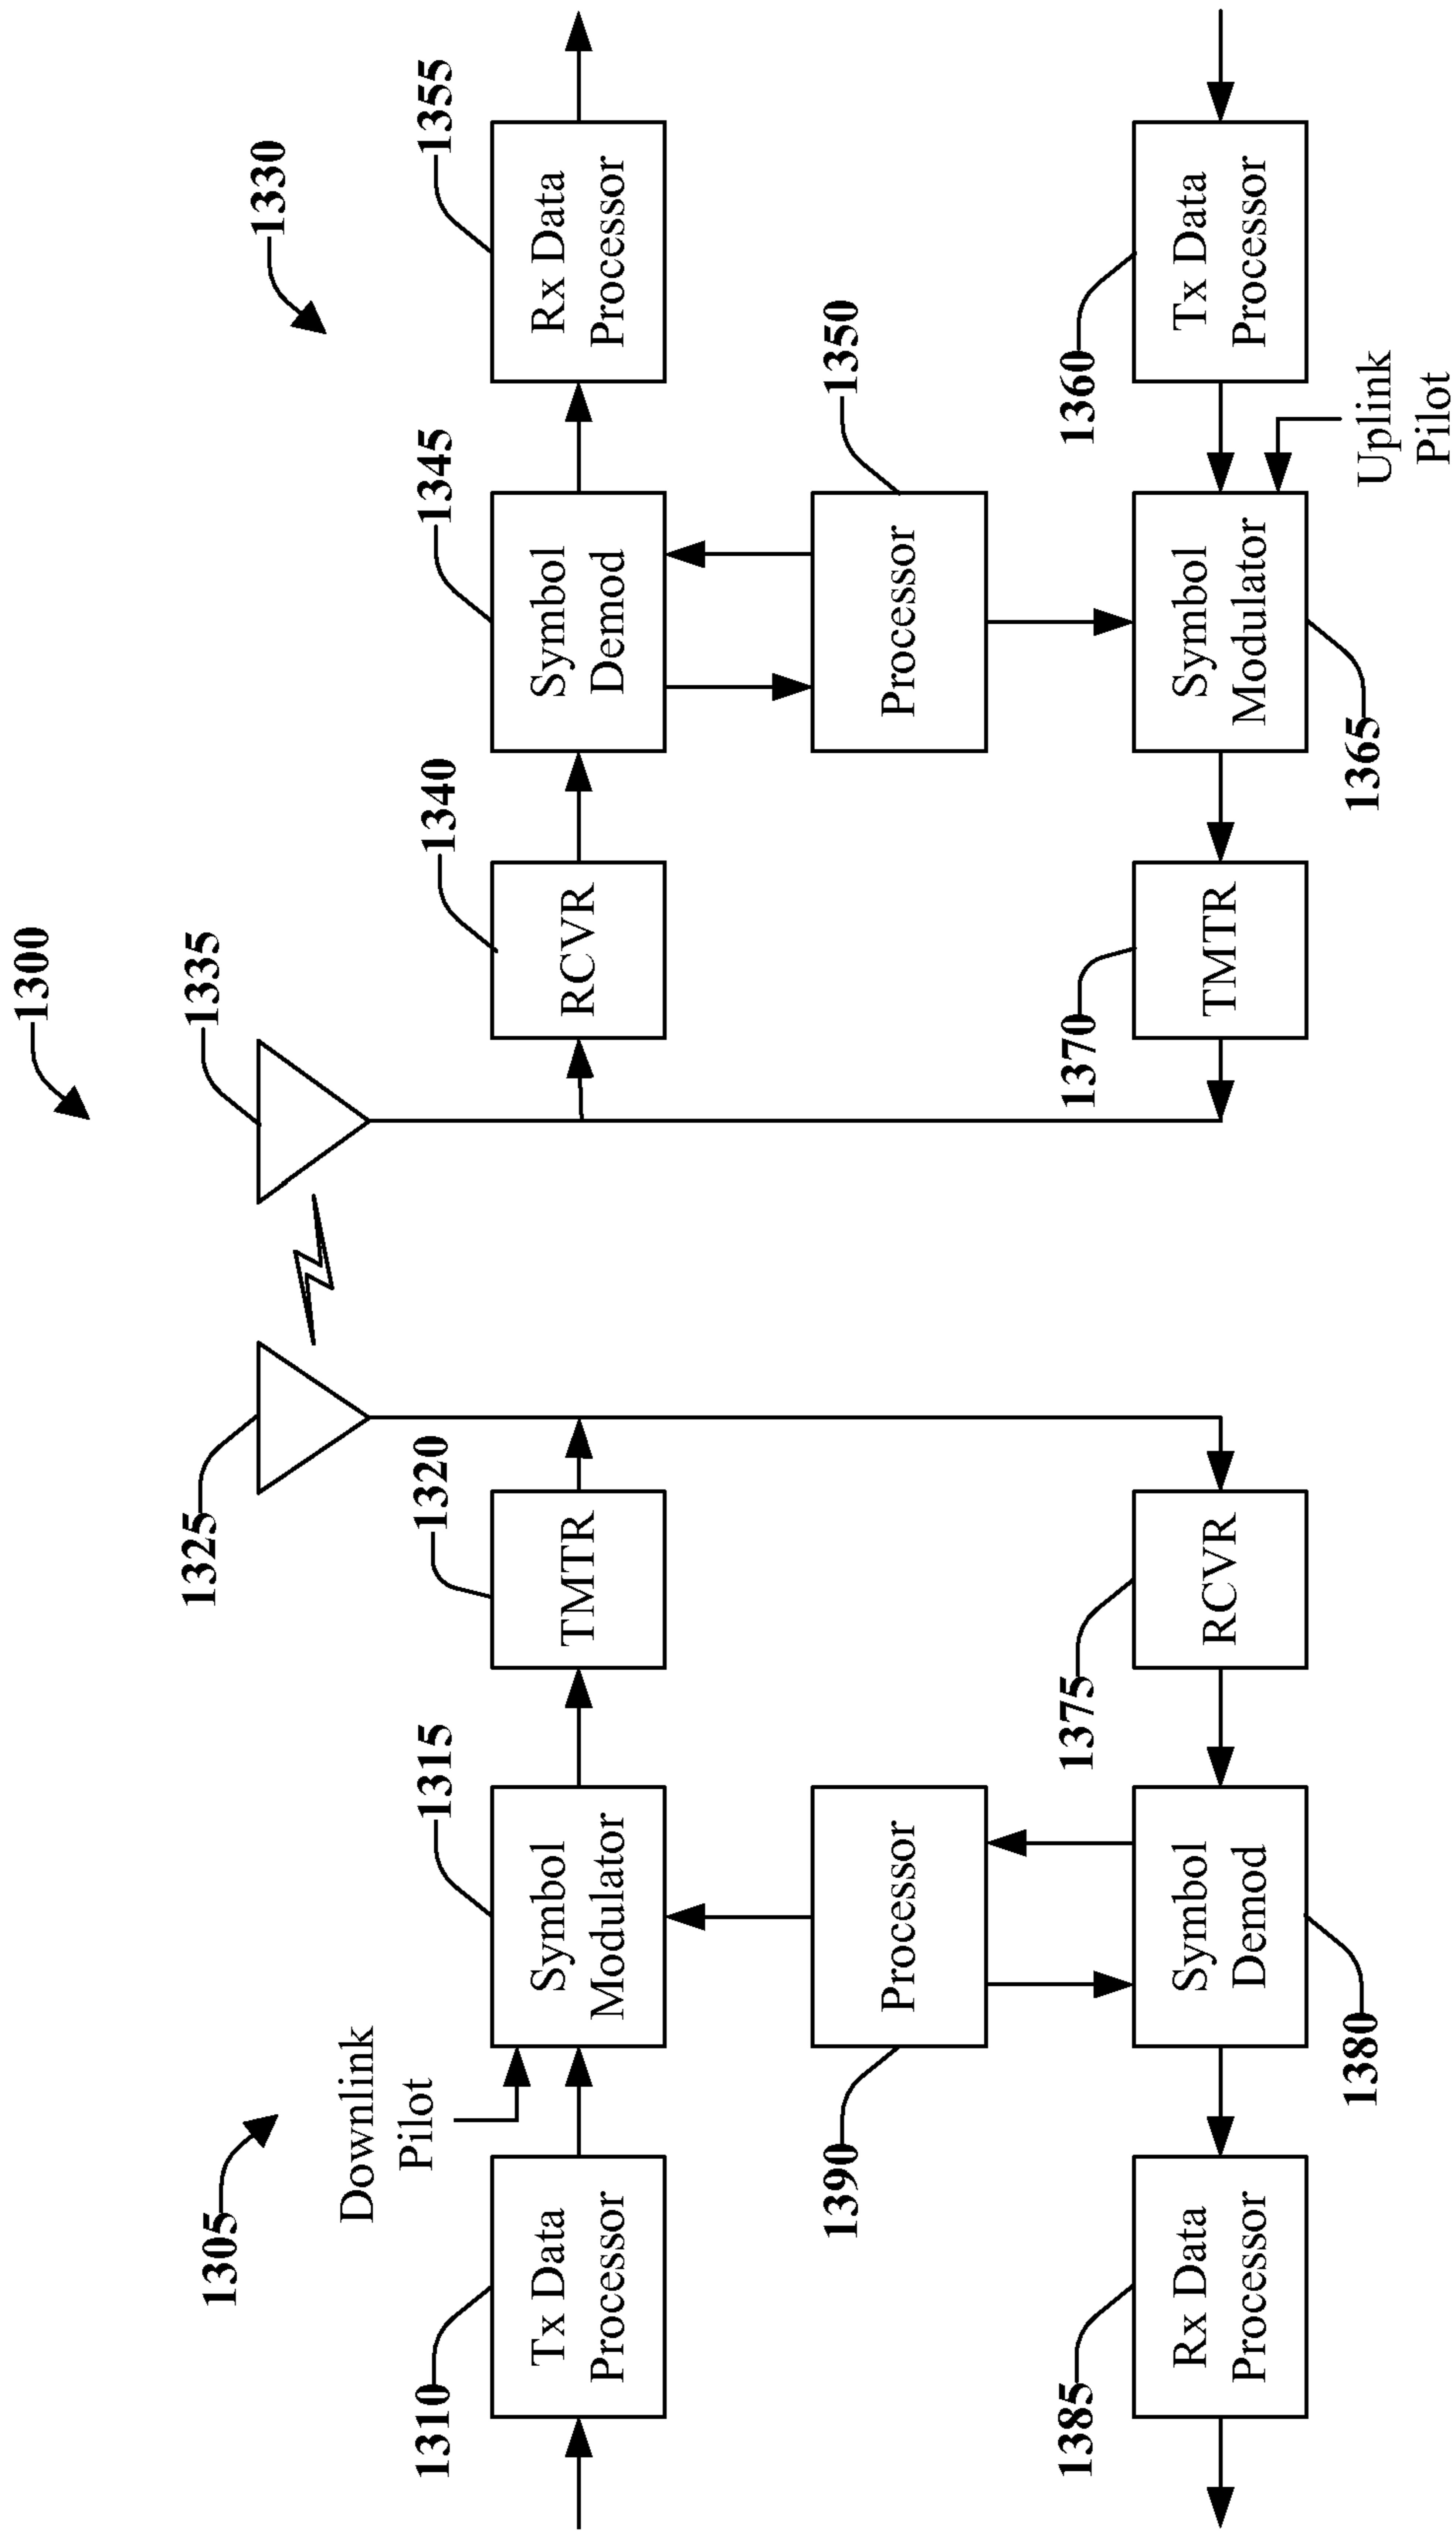 1300
1305
1330
1325
1335
Downlink
Pilot
1310
1315
1320
1340
1345
1355
Tx Data
Processor
Symbol
Modulator
TMTR
RCVR
Symbol
Demod
Rx Data
Processor
1390
Processor
Processor
1350
1385
1375
1370
1360
Rx Data
Processor
Symbol
Demod
RCVR
TMTR
Symbol
Modulator
Tx Data
Processor
1380
1365
Uplink
Pilot